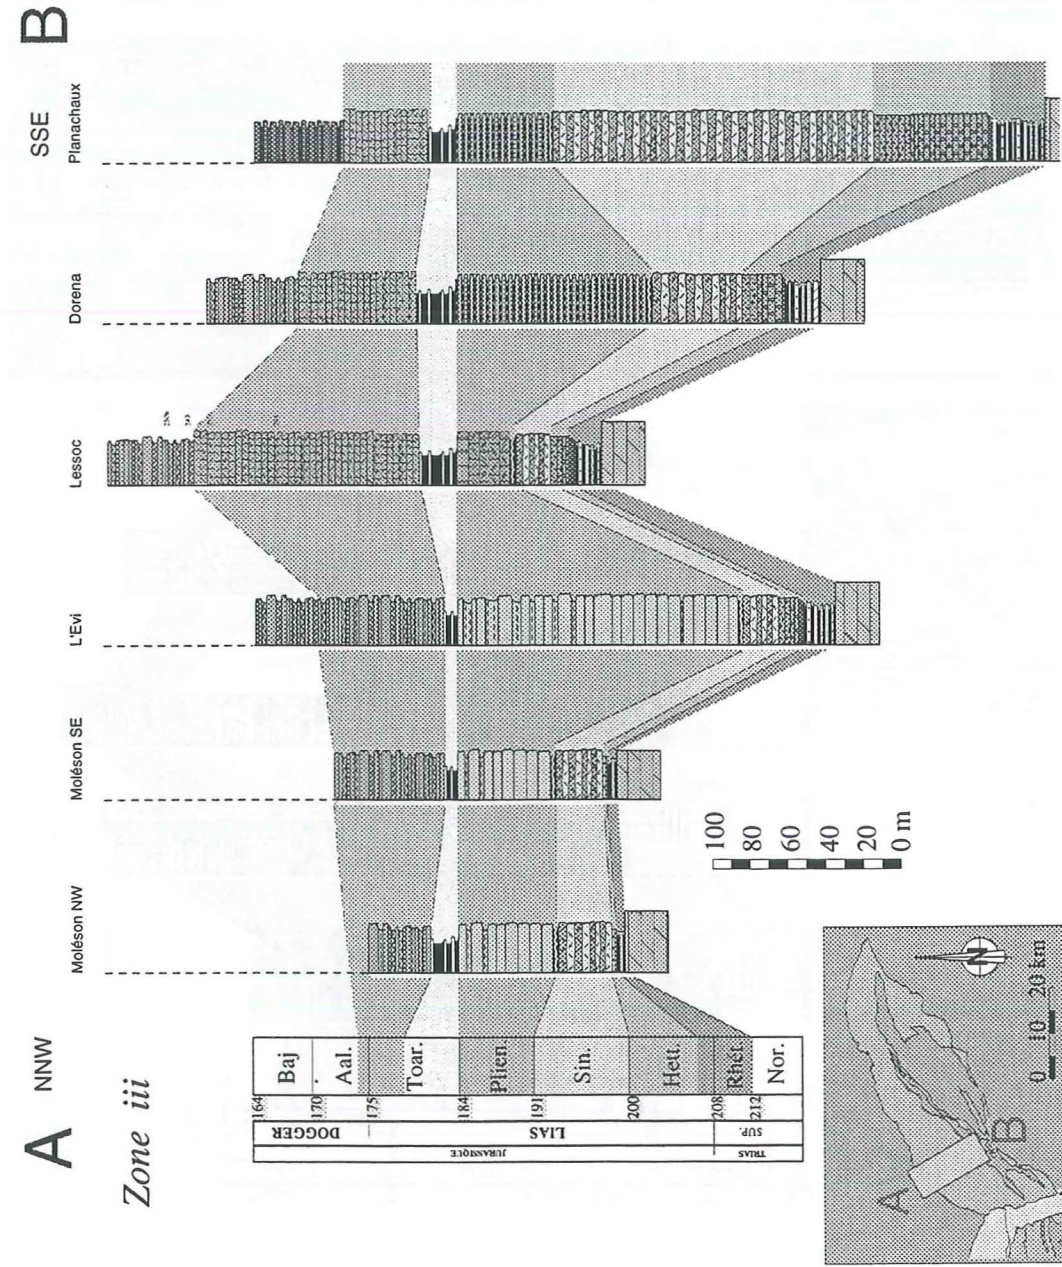 A
NNW
SSE
B
Zone iii
Moléson NW
Moléson SE
L'Evi
Lessoc
Dorena
Planachaux
164
Baj
170
Aal.
175
Toar.
184
Plien.
191
Sin.
200
Hett.
208
Rhét.
212
Nor.
DOGGER
LIAS
SUP.
JURASSIQUE
TRIAS
100
80
60
40
20
0 m
A
B
N
0 10 20 km